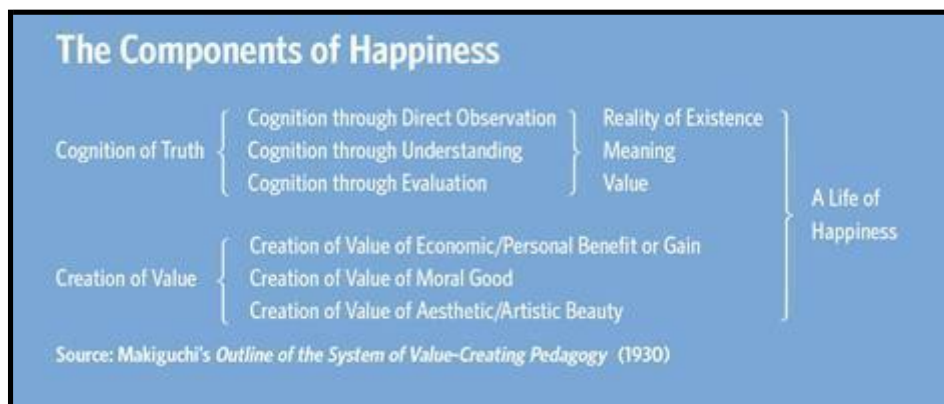 The Components of Happiness
Cognition of Truth
Cognition through Direct Observation
Cognition through Understanding
Cognition through Evaluation
Reality of Existence
Meaning
Value
Creation of Value
Creation of Value of Economic/Personal Benefit or Gain
Creation of Value of Moral Good
Creation of Value of Aesthetic/Artistic Beauty
A Life of
Happiness
Source: Makiguchi's Outline of the System of Value-Creating Pedagogy (1930)